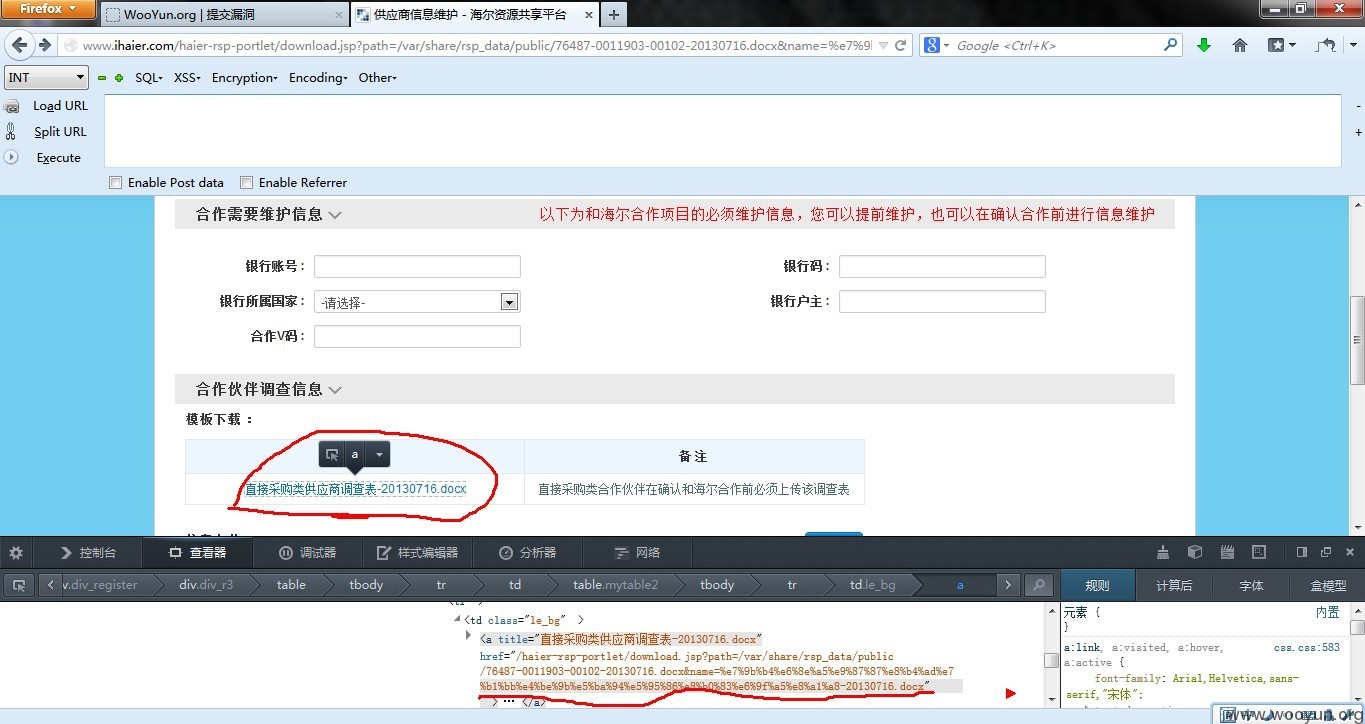 Firefox
WooYun.org | 提交漏洞
供应商信息维护 - 海尔资源共享平台
www.ihaier.com/haier-rsp-portlet/download.jsp?path=/var/share/rsp_data/public/76487-0011903-00102-20130716.docx&name=%e7%9l
Google <Ctrl+K>
INT
SQL- XSS- Encryption- Encoding- Other-
Load URL
Split URL
Execute
Enable Post data
Enable Referrer
合作需要维护信息
以下为和海尔合作项目的必须维护信息，您可以提前维护，也可以在确认合作前进行信息维护
银行账号：
银行码：
银行所属国家：
-请选择-
银行户主：
合作V码：
合作伙伴调查信息
模板下载：
a
备 注
直接采购类供应商调查表-20130716.docx
直接采购类合作伙伴在确认和海尔合作前必须上传该调查表
控制台
查看器
调试器
样式编辑器
分析器
网络
v.div_register
div.div_r3
table
tbody
tr
td
table.mytable2
tbody
tr
td.le_bg
a
规则
计算后
字体
盒模型
<td class="le_bg" >
<a title="直接采购类供应商调查表-20130716.docx"
href="/haier-rsp-portlet/download.jsp?path=/var/share/rsp_data/public
/76487-0011903-00102-20130716.docx&name=%e7%9b%b4%e6%8e%a5%e9%87%87%e8%b4%ad%e7
%b1%bb%e4%be%9b%e5%ba%94%e5%95%86%e8%b0%83%e6%9f%a5%e8%a1%a8-20130716.docx"
> ⋯ </a>
元素 {
内置
}
a:link, a:visited, a:hover,
css.css:583
a:active {
font-family: Arial,Helvetica,sans-
serif,"宋体";
www.wooyun.org